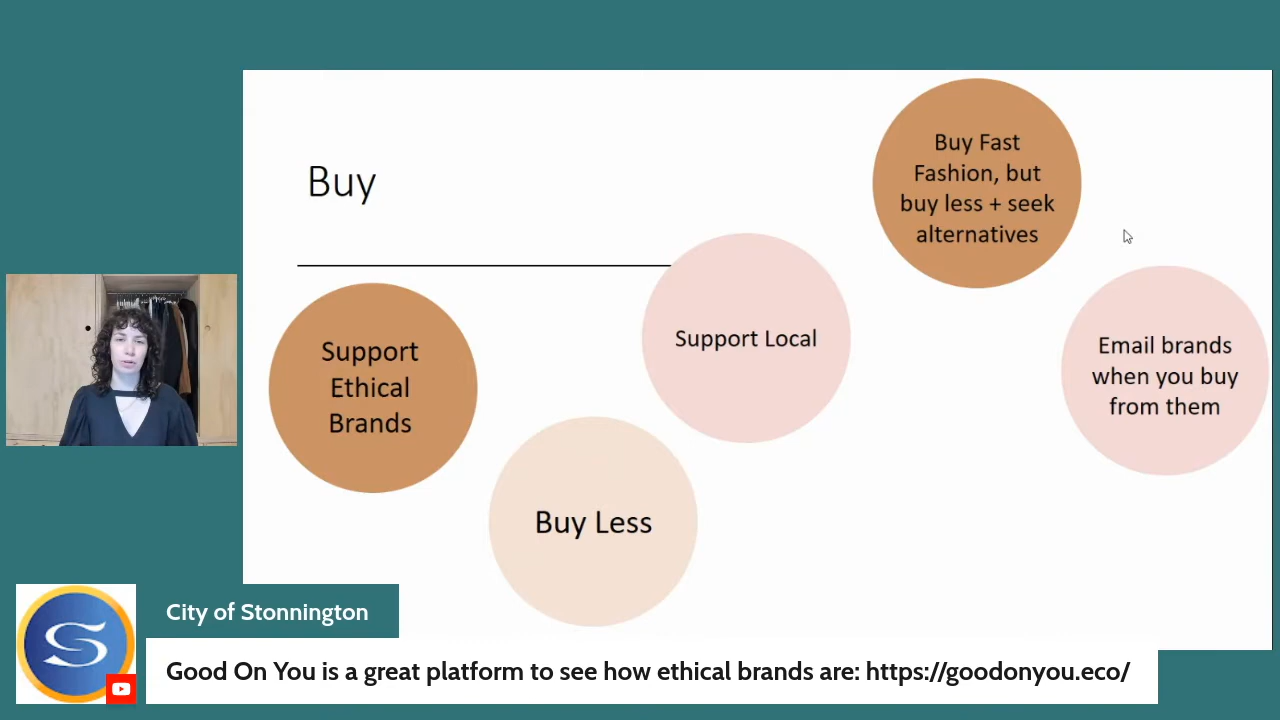 Buy
Support
Ethical
Brands
Buy Less
Support Local
Buy Fast
Fashion, but
buy less + seek
alternatives
Email brands
when you buy
from them
City of Stonnington
Good On You is a great platform to see how ethical brands are: https://goodonyou.eco/